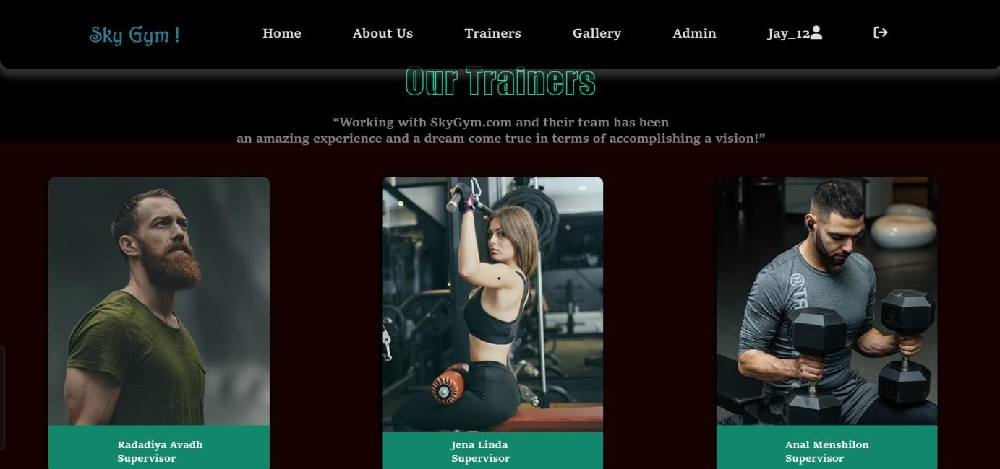 Sky Gym !
Home About Us Trainers Gallery Admin Jay_12
Our Trainers
“Working with SkyGym.com and their team has been
an amazing experience and a dream come true in terms of accomplishing a vision!”
Radadiya Avadh
Supervisor
Jena Linda
Supervisor
Anal Menshilon
Supervisor